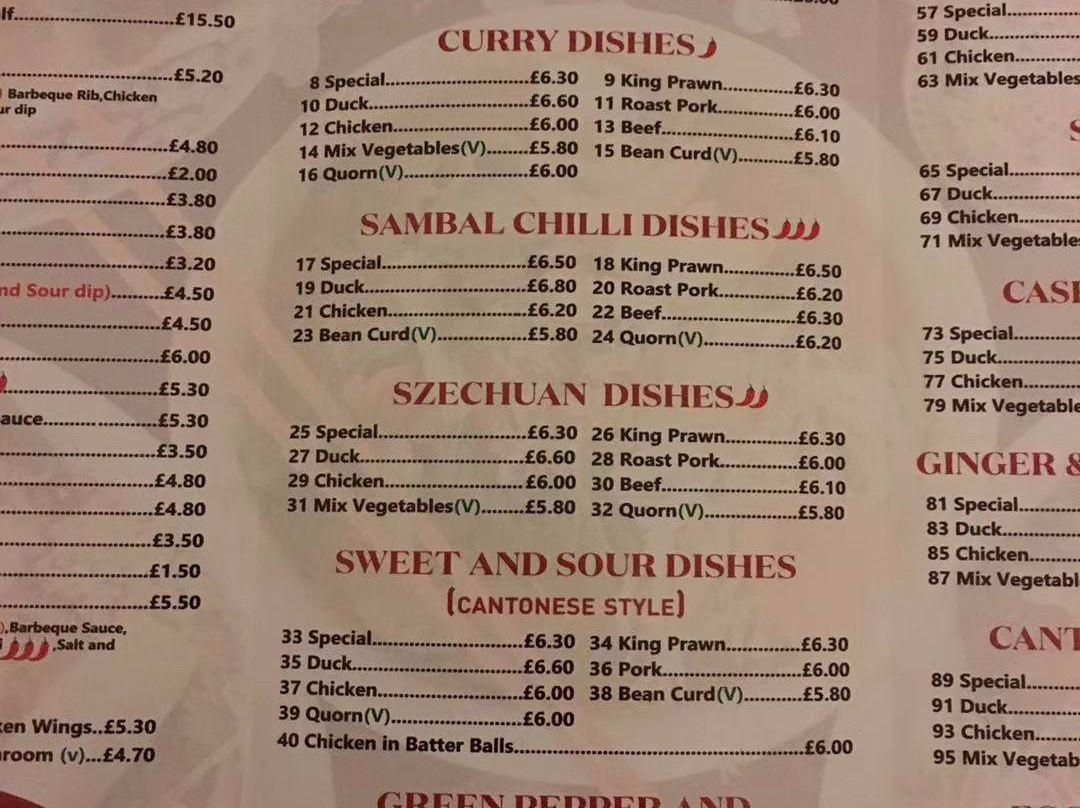 lf..........£15.50
..........£5.20
Barbeque Rib,Chicken
ur dip
..........£4.80
..........£2.00
..........£3.80
..........£3.80
..........£3.20
nd Sour dip)..........£4.50
..........£4.50
..........£6.00
..........£5.30
auce..........£5.30
..........£3.50
..........£4.80
..........£4.80
..........£3.50
..........£1.50
..........£5.50
),Barbeque Sauce,
,Salt and
ken Wings..£5.30
room (v)...£4.70
CURRY DISHES
8 Special..........£6.30 9 King Prawn..........£6.30
10 Duck..........£6.60 11 Roast Pork..........£6.00
12 Chicken..........£6.00 13 Beef..........£6.10
14 Mix Vegetables(V)........£5.80 15 Bean Curd(V)..........£5.80
16 Quorn(V)..........£6.00
SAMBAL CHILLI DISHES
17 Special..........£6.50 18 King Prawn..........£6.50
19 Duck..........£6.80 20 Roast Pork..........£6.20
21 Chicken..........£6.20 22 Beef..........£6.30
23 Bean Curd(V)..........£5.80 24 Quorn(V)..........£6.20
SZECHUAN DISHES
25 Special..........£6.30 26 King Prawn..........£6.30
27 Duck..........£6.60 28 Roast Pork..........£6.00
29 Chicken..........£6.00 30 Beef..........£6.10
31 Mix Vegetables(V)........£5.80 32 Quorn(V)..........£5.80
SWEET AND SOUR DISHES
(CANTONESE STYLE)
33 Special..........£6.30 34 King Prawn..........£6.30
35 Duck..........£6.60 36 Pork..........£6.00
37 Chicken..........£6.00 38 Bean Curd(V)..........£5.80
39 Quorn(V)..........£6.00
40 Chicken in Batter Balls..........£6.00
GREEN PEPPER AND
57 Special..........
59 Duck..........
61 Chicken..........
63 Mix Vegetables
S
65 Special..........
67 Duck..........
69 Chicken..........
71 Mix Vegetables
CASH
73 Special..........
75 Duck..........
77 Chicken..........
79 Mix Vegetable
GINGER &
81 Special..........
83 Duck..........
85 Chicken..........
87 Mix Vegetabl
CANT
89 Special..........
91 Duck..........
93 Chicken..........
95 Mix Vegetab